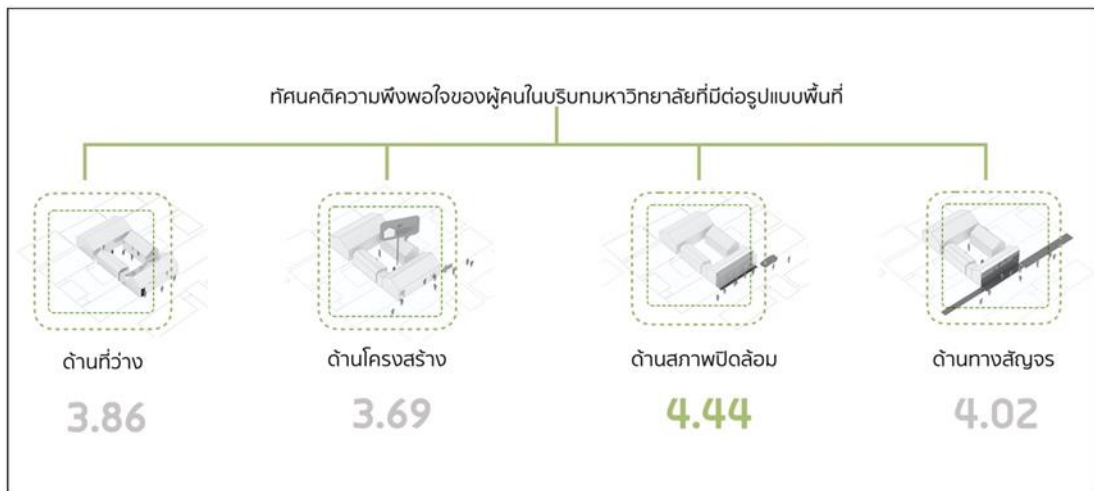 ทัศนคติความพึงพอใจของผู้คนในบริบทมหาวิทยาลัยที่มีต่อรูปแบบพื้นที่
ด้านที่ว่าง
ด้านโครงสร้าง
ด้านสภาพปิดล้อม
ด้านทางสัญจร
3.86
3.69
4.44
4.02